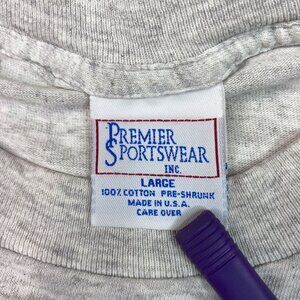 PREMIER
SPORTSWEAR
INC.
LARGE
100% COTTON PRE-SHRUNK
MADE IN U.S.A.
CARE OVER